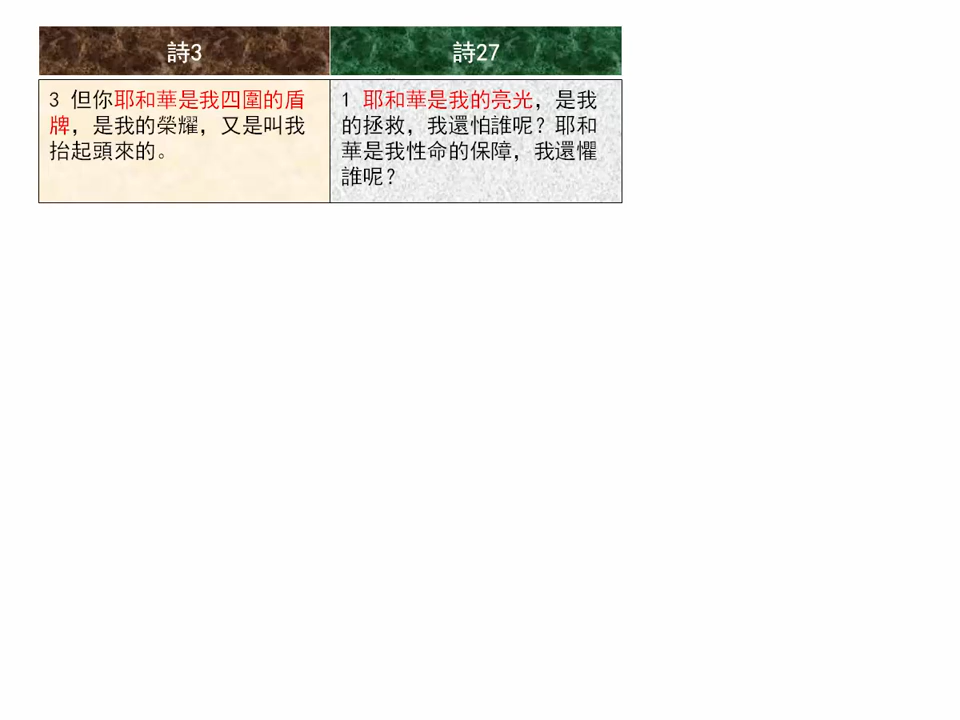 詩3
詩27
3 但你耶和華是我四圍的盾
牌，是我的榮耀，又是叫我
抬起頭來的。
1 耶和華是我的亮光，是我
的拯救，我還怕誰呢？耶和
華是我性命的保障，我還懼
誰呢？